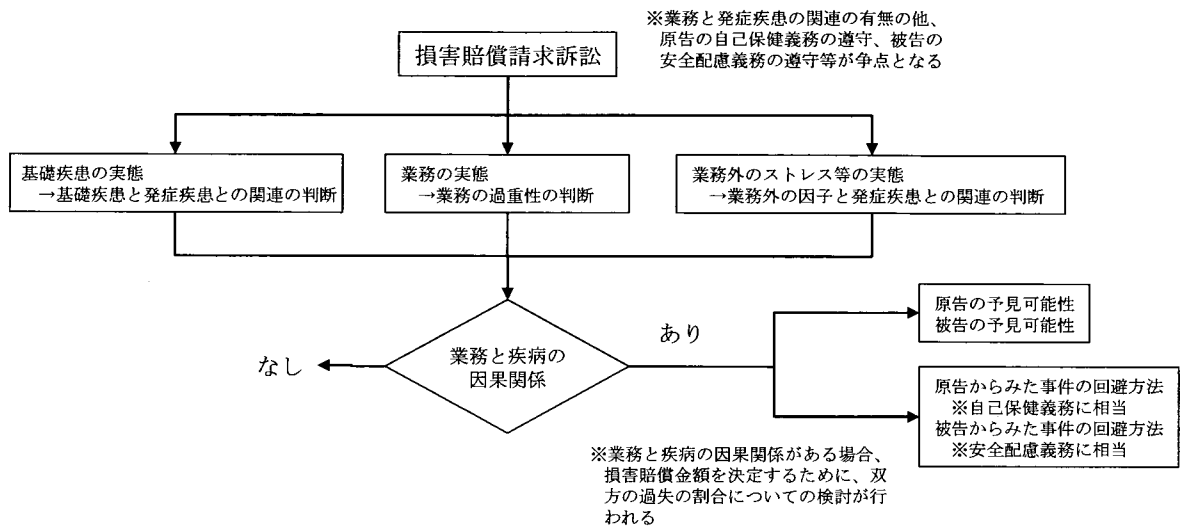 ※業務と発症疾患の関連の有無の他、
原告の自己保健義務の遵守、被告の
安全配慮義務の遵守等が争点となる
損害賠償請求訴訟
基礎疾患の実態
→基礎疾患と発症疾患との関連の判断
業務の実態
→業務の過重性の判断
業務外のストレス等の実態
→業務外の因子と発症疾患との関連の判断
原告の予見可能性
被告の予見可能性
あり
なし
業務と疾病の
因果関係
原告からみた事件の回避方法
※自己保健義務に相当
被告からみた事件の回避方法
※安全配慮義務に相当
※業務と疾病の因果関係がある場合、
損害賠償金額を決定するために、双
方の過失の割合についての検討が行
われる